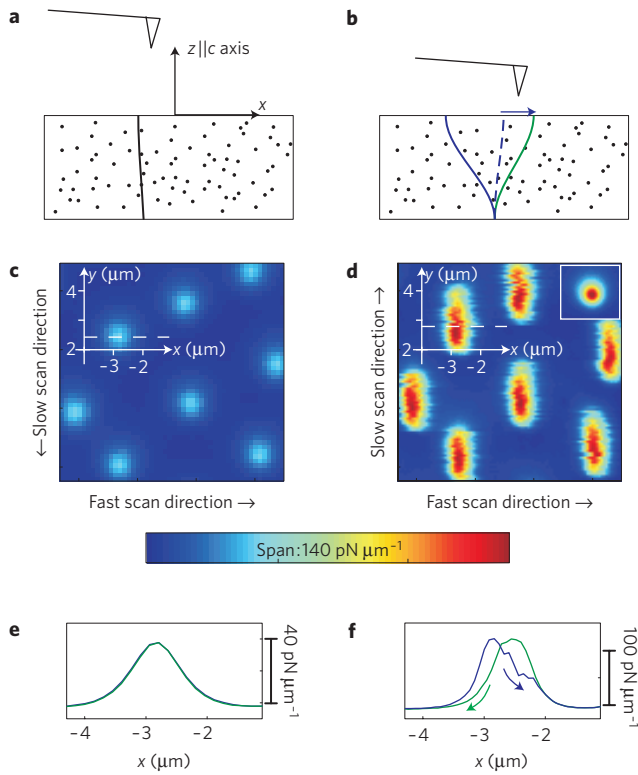 a
z||c axis
x
b
c
y (μm)
4
2
x (μm)
−3 −2
← Slow scan direction
Fast scan direction →
d
y (μm)
4
2
x (μm)
−3 −2
Slow scan direction →
Fast scan direction →
Span: 140 pN μm⁻¹
e
40 pN μm⁻¹
−4 −3 −2
x (μm)
f
100 pN μm⁻¹
−4 −3 −2
x (μm)